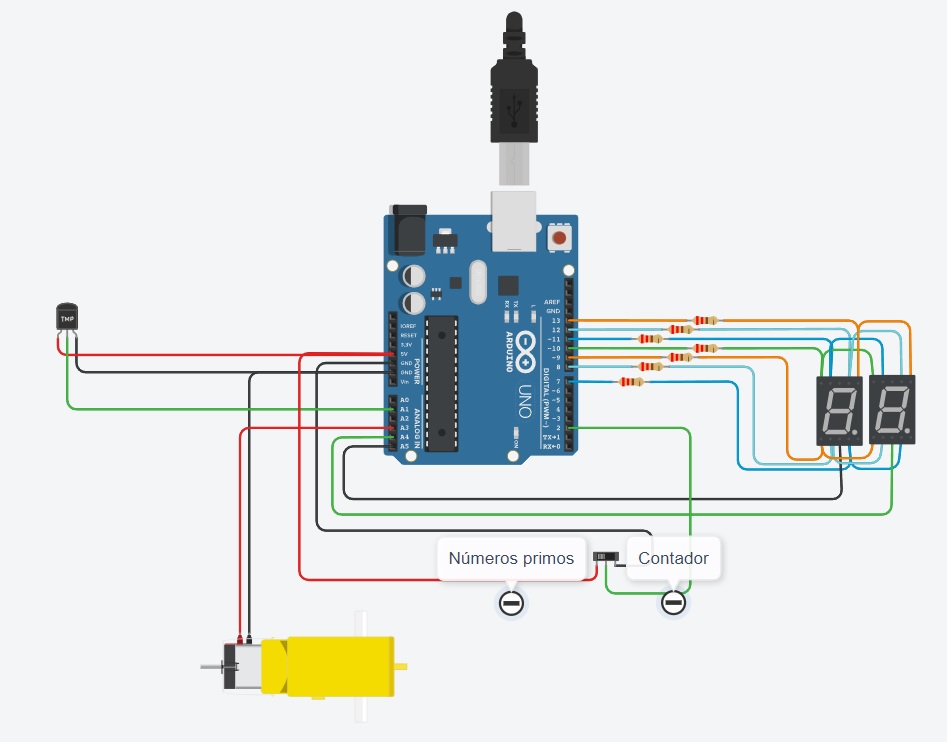 TMP
IOREF
RESET
3.3V
5V
GND
GND
Vin
POWER
A0
A1
A2
A3
A4
A5
ANALOG IN
RX
TX
L
ARDUINO
UNO
ON
AREF
GND
13
12
~11
~10
~9
8
7
~6
~5
4
~3
2
TX→1
RX←0
DIGITAL (PWM~)
Números primos
Contador